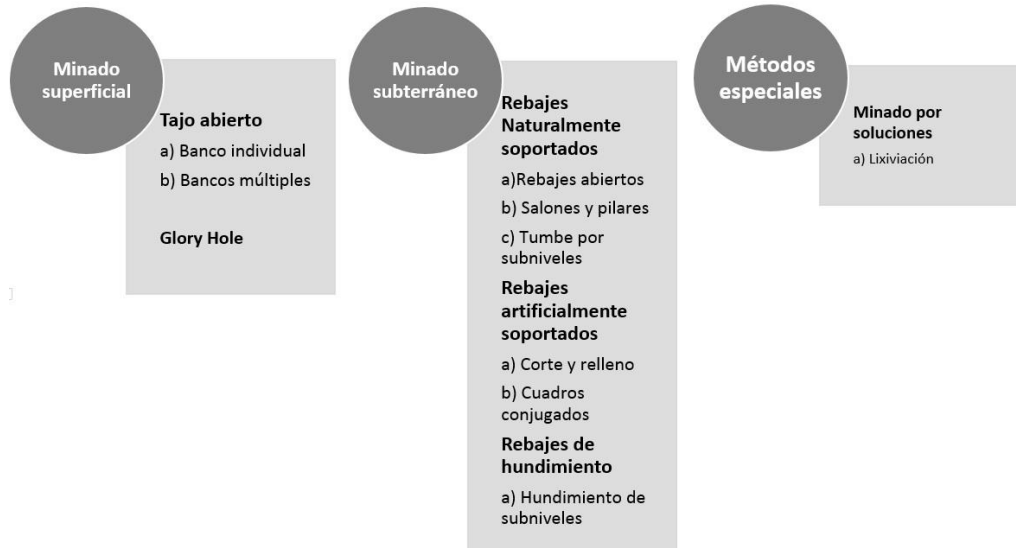 Minado
superficial
Tajo abierto
a) Banco individual
b) Bancos múltiples
Glory Hole
Minado
subterráneo
Rebajes
Naturalmente
soportados
a)Rebajes abiertos
b) Salones y pilares
c) Tumbe por
subniveles
Rebajes
artificialmente
soportados
a) Corte y relleno
b) Cuadros
conjugados
Rebajes de
hundimiento
a) Hundimiento de
subniveles
Métodos
especiales
Minado por
soluciones
a) Lixiviación